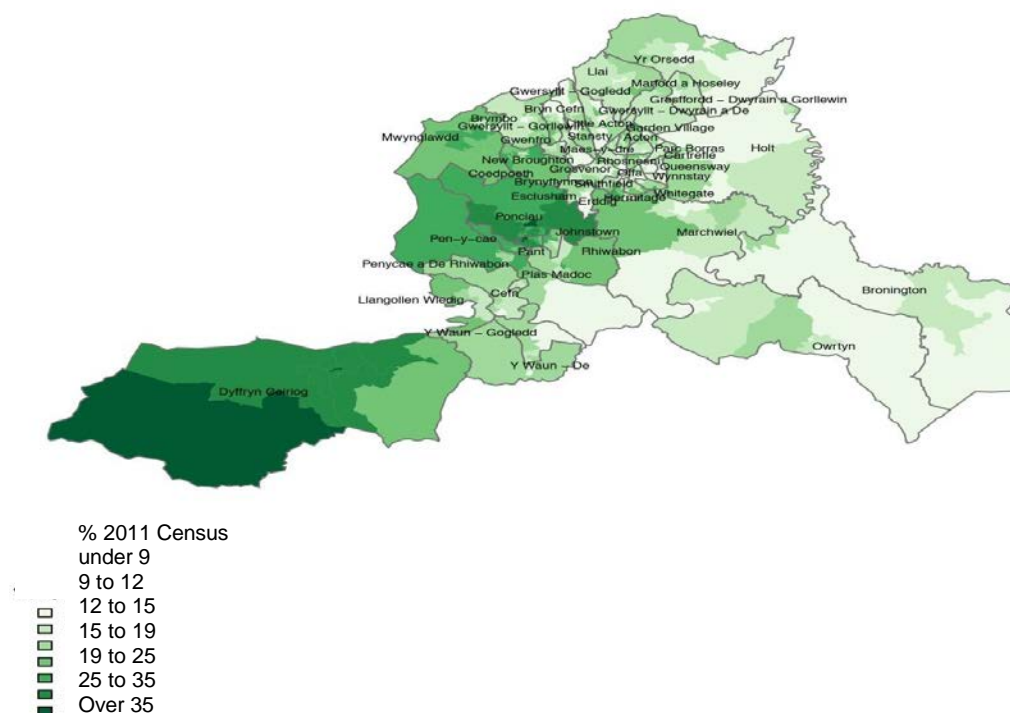 Yr Orsedd
Llai
Marford a Hoseley
Gwersyllt - Gogledd
Gresffordd - Dwyrain a Gorllewin
Bryn Cefn
Gwersyllt - Dwyrain a De
Brymbo
Little Acton
Gwersyllt - Gorllewin
Garden Village
Mwynglawdd
Stansty
Acton
Gwenfro
Maes-y-dre
Parc Borras
Holt
Cartrefle
New Broughton
Rhosnesni
Grosvenor
Queensway
Coedpoeth
Offa
Wynnstay
Brynyffynnon
Smithfield
Whitegate
Esclusham
Erddig
Hermitage
Ponciau
Johnstown
Marchwiel
Pen-y-cae
Pant
Rhiwabon
Penycae a De Rhiwabon
Plas Madoc
Cefn
Bronington
Llangollen Wledig
Y Waun - Gogledd
Owrtyn
Y Waun - De
Dyffryn Ceiriog
% 2011 Census
under 9
9 to 12
12 to 15
15 to 19
19 to 25
25 to 35
Over 35